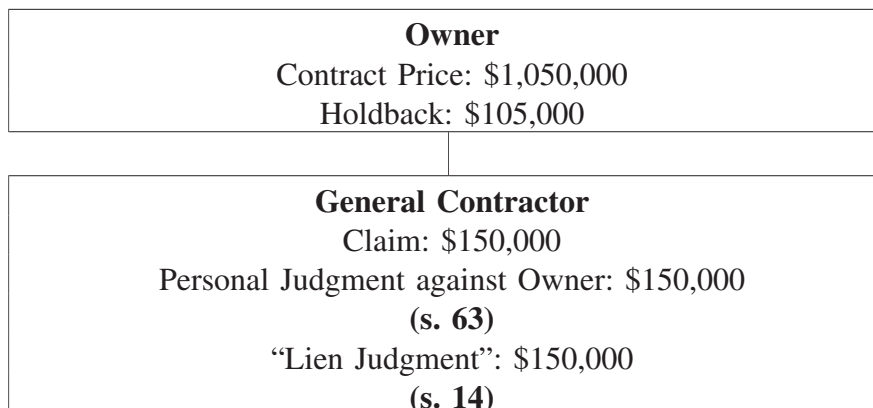 Owner
Contract Price: $1,050,000
Holdback: $105,000
General Contractor
Claim: $150,000
Personal Judgment against Owner: $150,000
(s. 63)
“Lien Judgment”: $150,000
(s. 14)